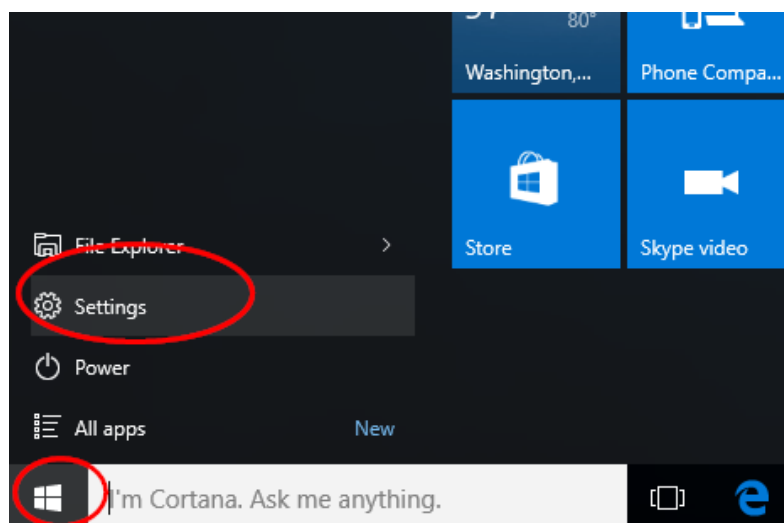 80°
Washington,...
Phone Compa...
File Explorer
Store
Skype video
Settings
Power
All apps
New
I'm Cortana. Ask me anything.